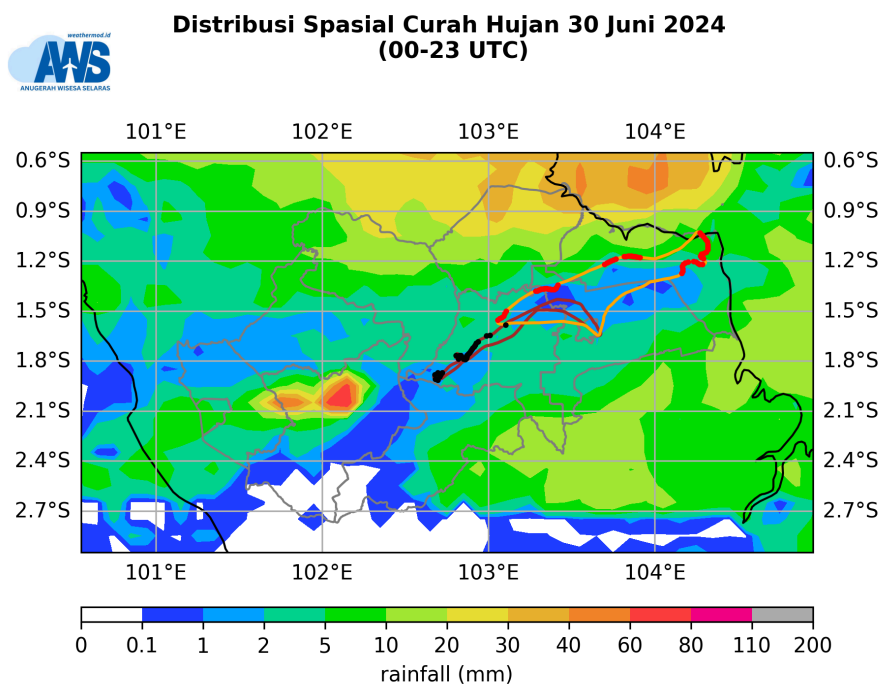 Distribusi Spasial Curah Hujan 30 Juni 2024
(00-23 UTC)
weathermod.id
AWS
ANUGERAH WISESA SELARAS
101°E 102°E 103°E 104°E
0.6°S 0.6°S
0.9°S 0.9°S
1.2°S 1.2°S
1.5°S 1.5°S
1.8°S 1.8°S
2.1°S 2.1°S
2.4°S 2.4°S
2.7°S 2.7°S
101°E 102°E 103°E 104°E
0 0.1 1 2 5 10 20 30 40 60 80 110 200
rainfall (mm)